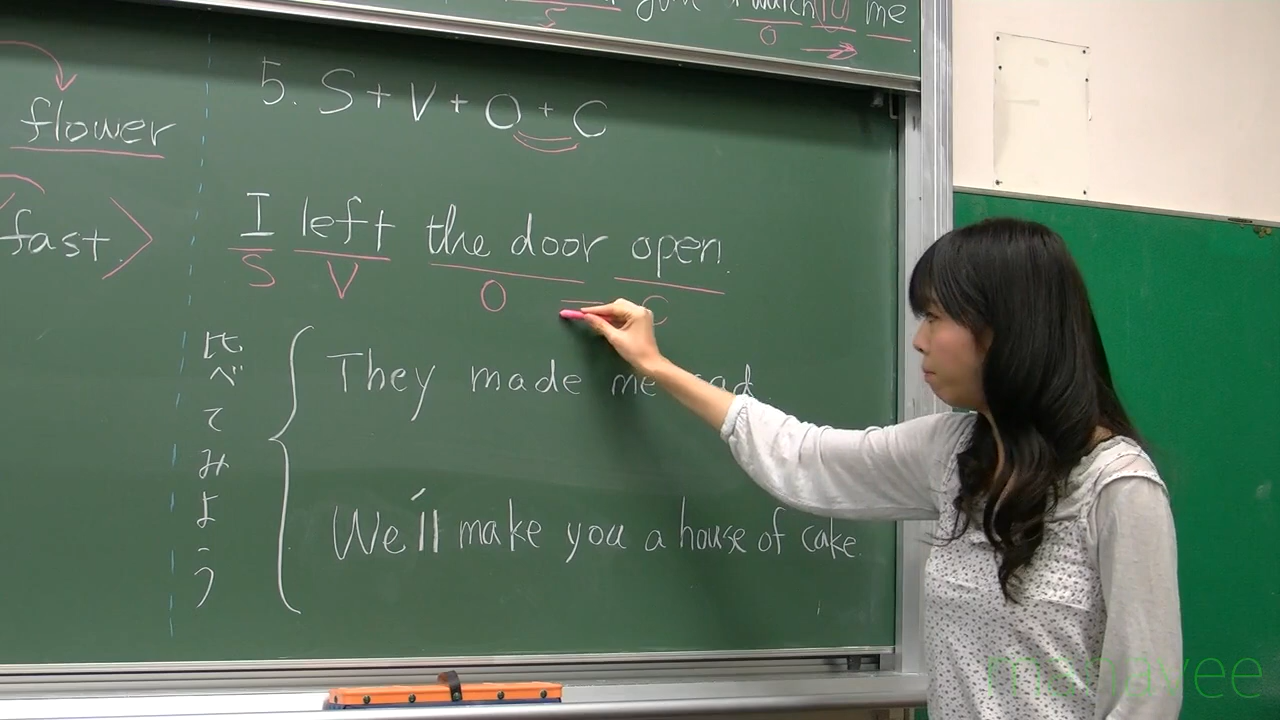 me
flower
fast.
5. S + V + O + C
I left the door open.
S V O = C
比べてみよう
They made me sad.
We'll make you a house of cake.
manavee